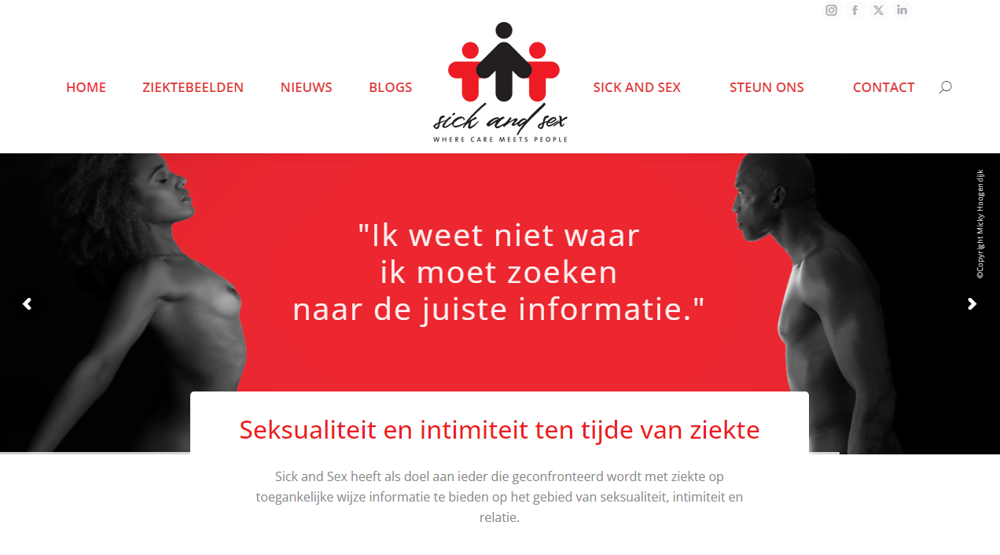 HOME
ZIEKTEBEELDEN
NIEUWS
BLOGS
sick and sex
WHERE CARE MEETS PEOPLE
SICK AND SEX
STEUN ONS
CONTACT
"Ik weet niet waar
ik moet zoeken
naar de juiste informatie."
©Copyright Micky Hoogendijk
Seksualiteit en intimiteit ten tijde van ziekte
Sick and Sex heeft als doel aan ieder die geconfronteerd wordt met ziekte op
toegankelijke wijze informatie te bieden op het gebied van seksualiteit, intimiteit en
relatie.